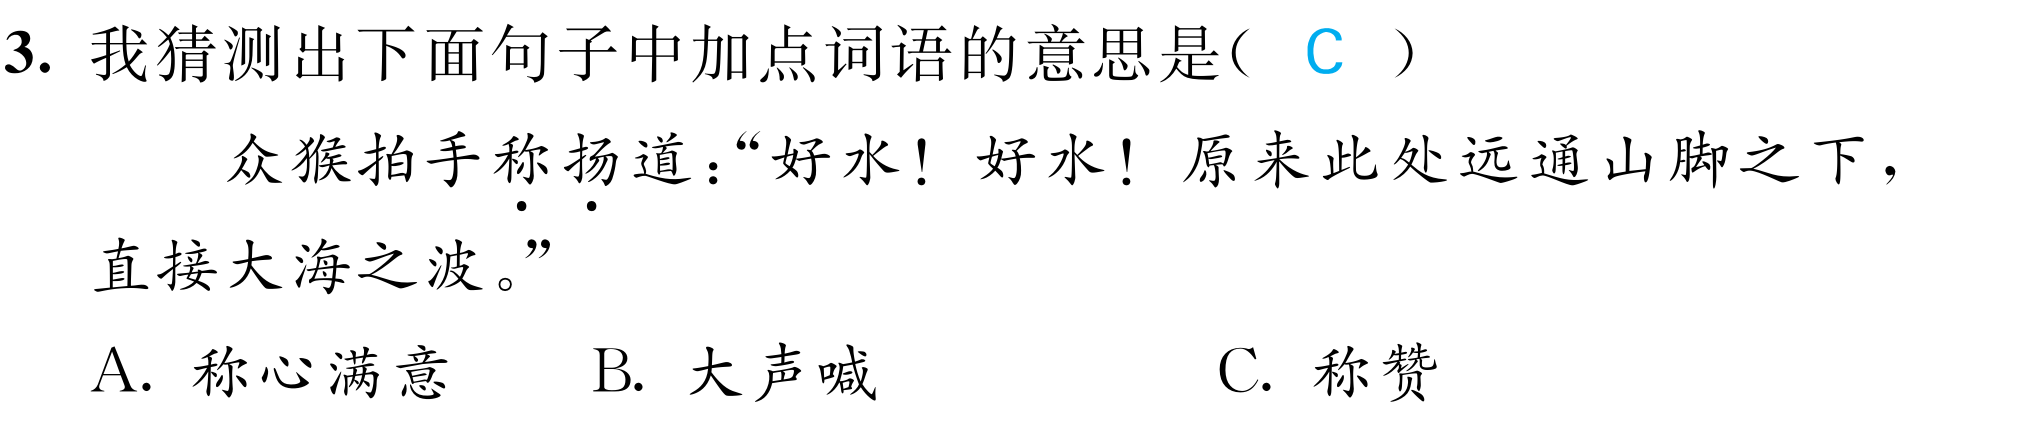 3. 我猜测出下面句子中加点词语的意思是( C )
众猴拍手称扬道:“好水! 好水! 原来此处远通山脚之下,
直接大海之波。”
A. 称心满意 B. 大声喊 C. 称赞